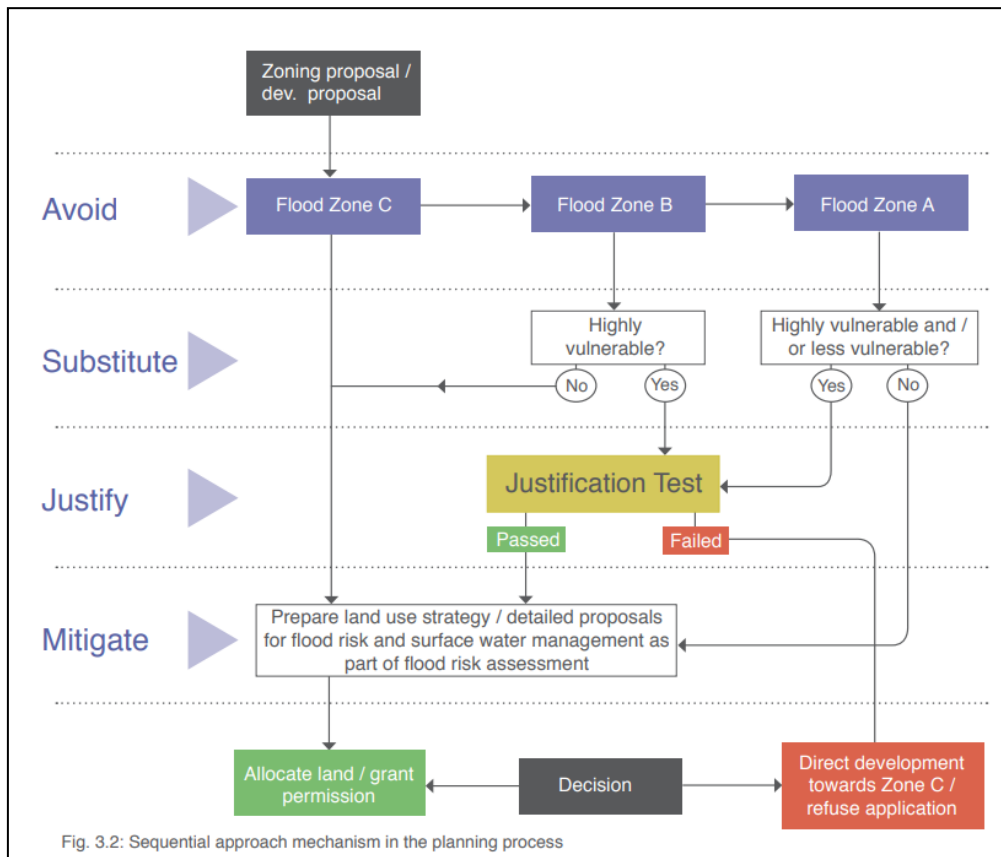 Zoning proposal /
dev. proposal
Avoid
Flood Zone C
Flood Zone B
Flood Zone A
Substitute
Highly
vulnerable?
Highly vulnerable and /
or less vulnerable?
No
Yes
Yes
No
Justify
Justification Test
Passed
Failed
Mitigate
Prepare land use strategy / detailed proposals
for flood risk and surface water management as
part of flood risk assessment
Allocate land / grant
permission
Decision
Direct development
towards Zone C /
refuse application
Fig. 3.2: Sequential approach mechanism in the planning process